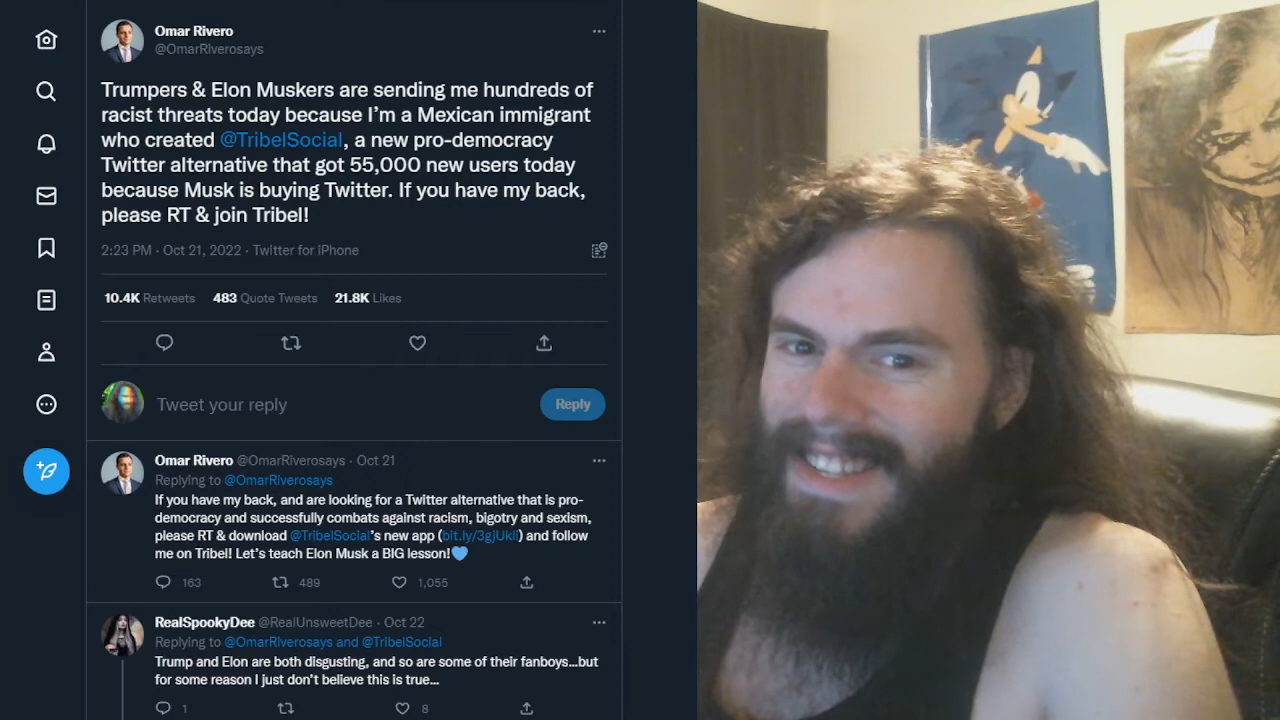 Omar Rivero
@OmarRIverosays
Trumpers & Elon Muskers are sending me hundreds of
racist threats today because I'm a Mexican immigrant
who created @TribelSocial, a new pro-democracy
Twitter alternative that got 55,000 new users today
because Musk is buying Twitter. If you have my back,
please RT & join Tribel!
2:23 PM · Oct 21, 2022 · Twitter for iPhone
10.4K Retweets 483 Quote Tweets 21.8K Likes
Tweet your reply
Reply
Omar Rivero @OmarRIverosays · Oct 21
Replying to @OmarRIverosays
If you have my back, and are looking for a Twitter alternative that is pro-
democracy and successfully combats against racism, bigotry and sexism,
please RT & download @TribelSocial's new app (bit.ly/3gjUkll) and follow
me on Tribel! Let's teach Elon Musk a BIG lesson!💙
163 489 1,055
RealSpookyDee @RealUnsweetDee · Oct 22
Replying to @OmarRIverosays and @TribelSocial
Trump and Elon are both disgusting, and so are some of their fanboys...but
for some reason I just don't believe this is true...
1 8